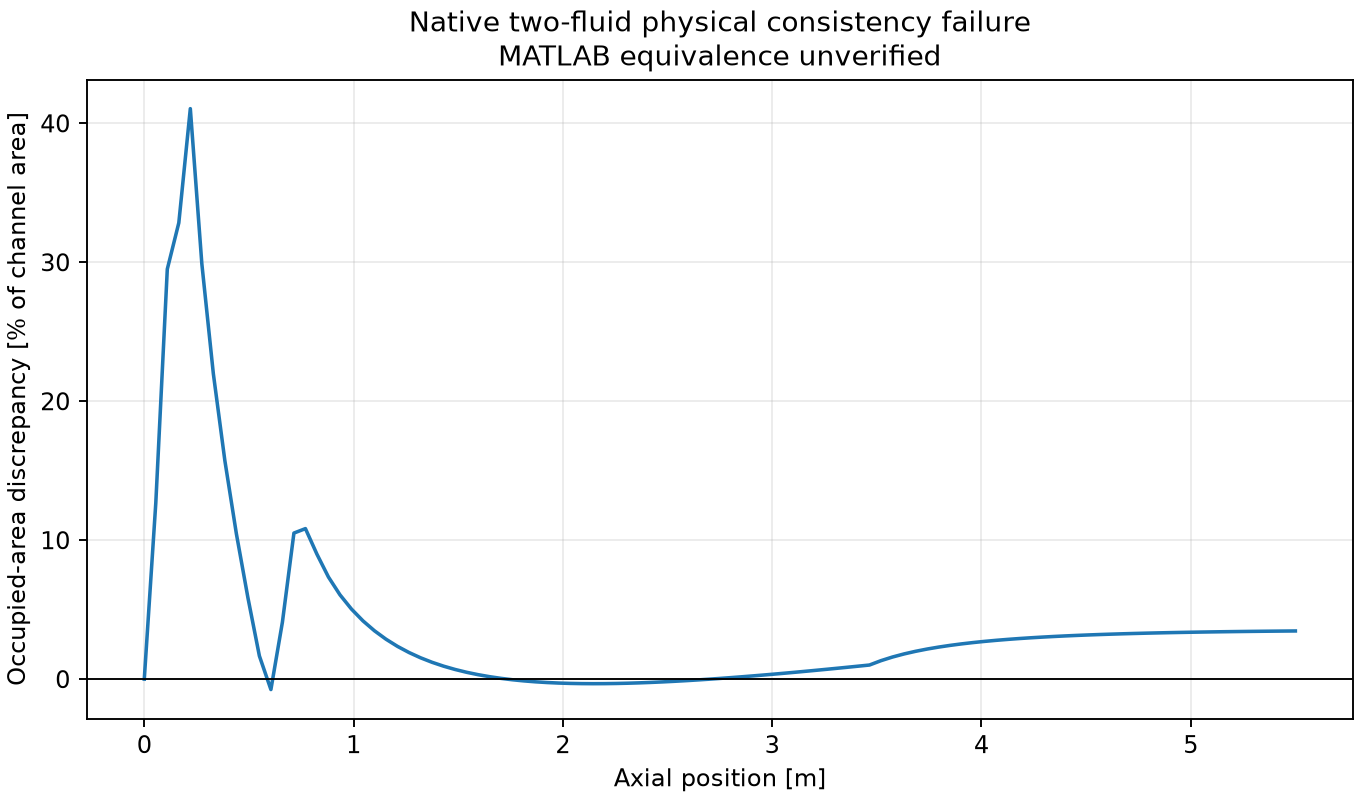 Native two-fluid physical consistency failure
MATLAB equivalence unverified
Occupied-area discrepancy [% of channel area]
40
30
20
10
0
0 1 2 3 4 5
Axial position [m]